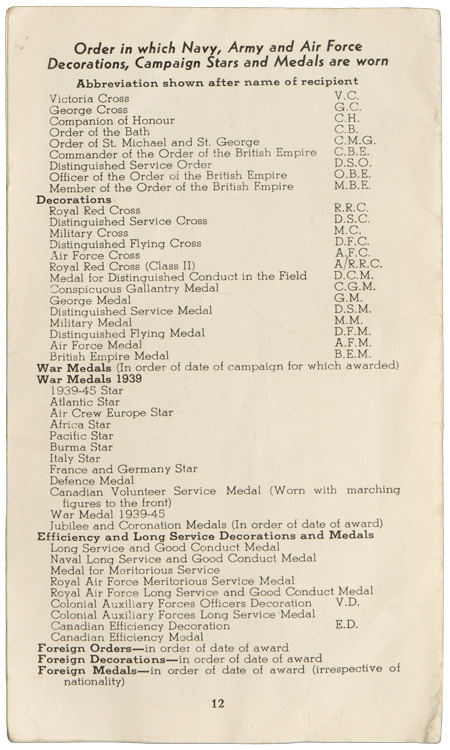 Order in which Navy, Army and Air Force
Decorations, Campaign Stars and Medals are worn
Abbreviation shown after name of recipient
Victoria Cross V.C.
George Cross G.C.
Companion of Honour C.H.
Order of the Bath C.B.
Order of St. Michael and St. George C.M.G.
Commander of the Order of the British Empire C.B.E.
Distinguished Service Order D.S.O.
Officer of the Order of the British Empire O.B.E.
Member of the Order of the British Empire M.B.E.
Decorations
Royal Red Cross R.R.C.
Distinguished Service Cross D.S.C.
Military Cross M.C.
Distinguished Flying Cross D.F.C.
Air Force Cross A.F.C.
Royal Red Cross (Class II) A/R.R.C.
Medal for Distinguished Conduct in the Field D.C.M.
Conspicuous Gallantry Medal C.G.M.
George Medal G.M.
Distinguished Service Medal D.S.M.
Military Medal M.M.
Distinguished Flying Medal D.F.M.
Air Force Medal A.F.M.
British Empire Medal B.E.M.
War Medals (In order of date of campaign for which awarded)
War Medals 1939
1939-45 Star
Atlantic Star
Air Crew Europe Star
Africa Star
Pacific Star
Burma Star
Italy Star
France and Germany Star
Defence Medal
Canadian Volunteer Service Medal (Worn with marching
figures to the front)
War Medal 1939-45
Jubilee and Coronation Medals (In order of date of award)
Efficiency and Long Service Decorations and Medals
Long Service and Good Conduct Medal
Naval Long Service and Good Conduct Medal
Medal for Meritorious Service
Royal Air Force Meritorious Service Medal
Royal Air Force Long Service and Good Conduct Medal
Colonial Auxiliary Forces Officers Decoration V.D.
Colonial Auxiliary Forces Long Service Medal
Canadian Efficiency Decoration E.D.
Canadian Efficiency Medal
Foreign Orders—in order of date of award
Foreign Decorations—in order of date of award
Foreign Medals—in order of date of award (irrespective of
nationality)
12